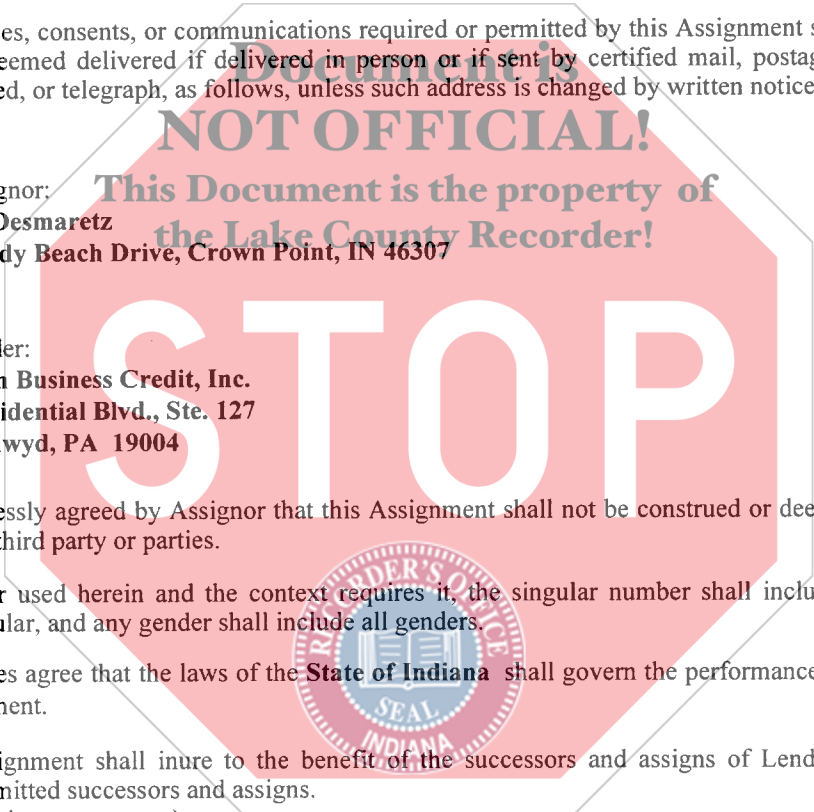 es, consents, or communications required or permitted by this Assignment s
eemed delivered if delivered in person or if sent by certified mail, postag
Document is
ed, or telegraph, as follows, unless such address is changed by written notice
NOT OFFICIAL!
gnor:
This Document is the property of
Desmaretz
the Lake County Recorder!
dy Beach Drive, Crown Point, IN 46307
STOP
der:
n Business Credit, Inc.
idential Blvd., Ste. 127
wyd, PA 19004
essly agreed by Assignor that this Assignment shall not be construed or dee
third party or parties.
RECORDER'S OFFICE
r used herein and the context requires it, the singular number shall inclu
ular, and any gender shall include all genders.
es agree that the laws of the State of Indiana shall govern the performance
nent.
SEAL
INDIANA
ignment shall inure to the benefit of the successors and assigns of Lend
mitted successors and assigns.